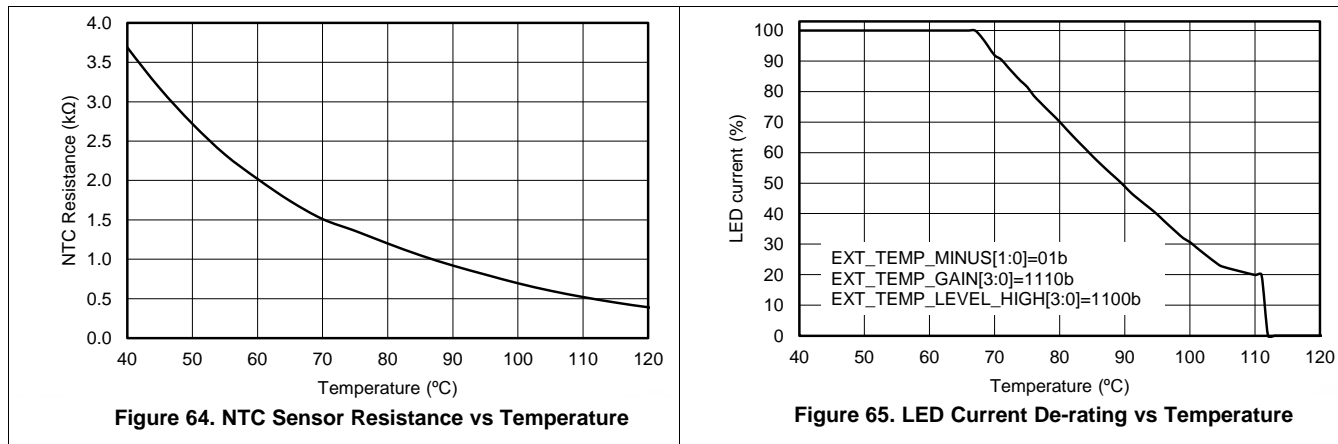 4.0
3.5
3.0
2.5
2.0
1.5
1.0
0.5
0.0
NTC Resistance (kΩ)
40 50 60 70 80 90 100 110 120
Temperature (ºC)
Figure 64. NTC Sensor Resistance vs Temperature
100
90
80
70
60
50
40
30
20
10
0
LED current (%)
EXT_TEMP_MINUS[1:0]=01b
EXT_TEMP_GAIN[3:0]=1110b
EXT_TEMP_LEVEL_HIGH[3:0]=1100b
40 50 60 70 80 90 100 110 120
Temperature (ºC)
Figure 65. LED Current De-rating vs Temperature